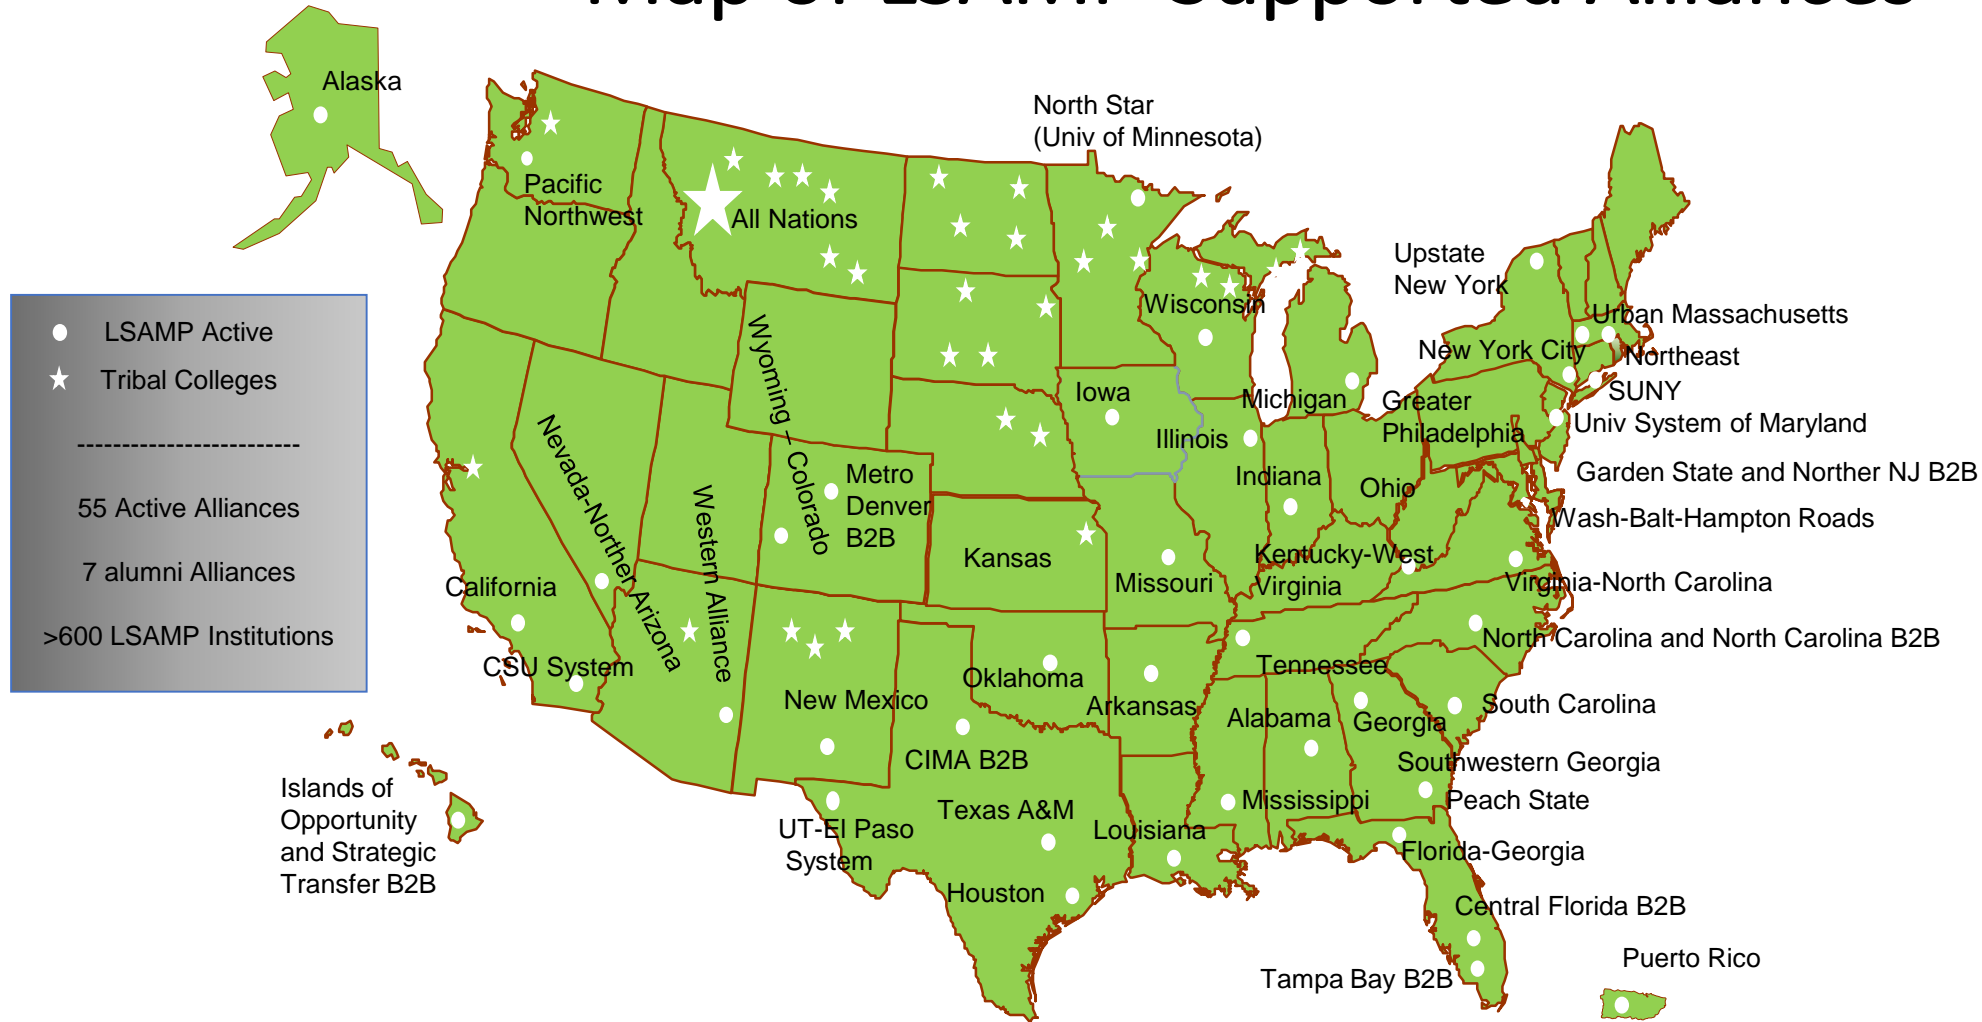 Map of LSAMP Supported Alliances
Alaska
North Star
(Univ of Minnesota)
Pacific
Northwest
All Nations
Upstate
New York
LSAMP Active
Tribal Colleges
-------------------------
55 Active Alliances
7 alumni Alliances
>600 LSAMP Institutions
Wisconsin
Urban Massachusetts
New York City
Northeast
SUNY
Wyoming – Colorado
Iowa
Michigan
Greater
Philadelphia
Univ System of Maryland
Illinois
Nevada-Norther Arizona
Western Alliance
Metro
Denver
B2B
Indiana
Ohio
Garden State and Norther NJ B2B
Wash-Balt-Hampton Roads
Kansas
Kentucky-West
Virginia
Missouri
California
Virginia-North Carolina
CSU System
North Carolina and North Carolina B2B
Tennessee
Oklahoma
New Mexico
Arkansas
Alabama
Georgia
South Carolina
CIMA B2B
Southwestern Georgia
Islands of
Opportunity
and Strategic
Transfer B2B
Texas A&M
Mississippi
Peach State
UT-El Paso
System
Louisiana
Florida-Georgia
Houston
Central Florida B2B
Tampa Bay B2B
Puerto Rico